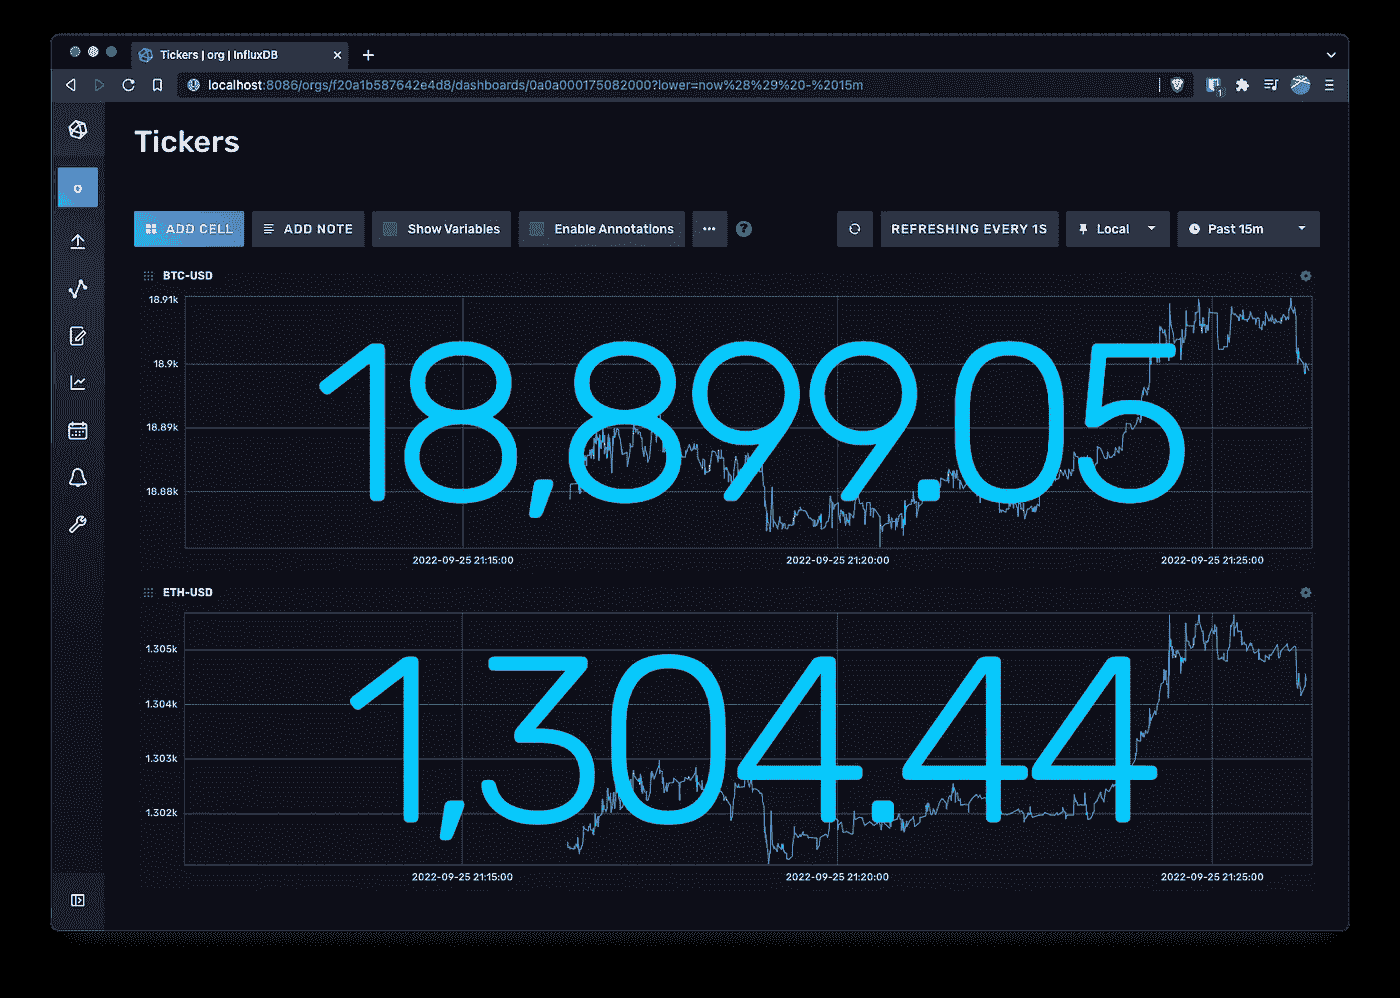 Tickers | org | InfluxDB
localhost:8086/orgs/f20a1b587642e4d8/dashboards/0a0a000175082000?lower=now%28%29%20-%2015m
1
Tickers
o
ADD CELL
ADD NOTE
Show Variables
Enable Annotations
?
REFRESHING EVERY 1S
Local
Past 15m
BTC-USD
18.91k
18.9k
18.89k
18.88k
18,899.05
2022-09-25 21:15:00
2022-09-25 21:20:00
2022-09-25 21:25:00
ETH-USD
1.305k
1.304k
1.303k
1.302k
1,304.44
2022-09-25 21:15:00
2022-09-25 21:20:00
2022-09-25 21:25:00